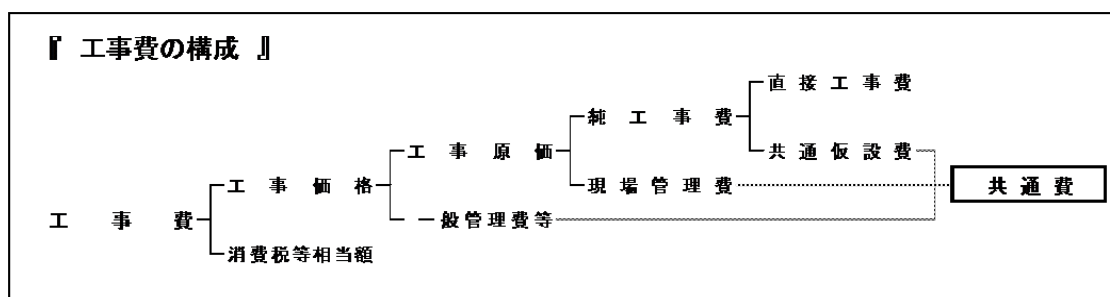 『 工事費の構成 』
直接工事費
純工事費
工事原価
共通仮設費
工事価格
現場管理費
共通費
工事費
一般管理費等
消費税等相当額